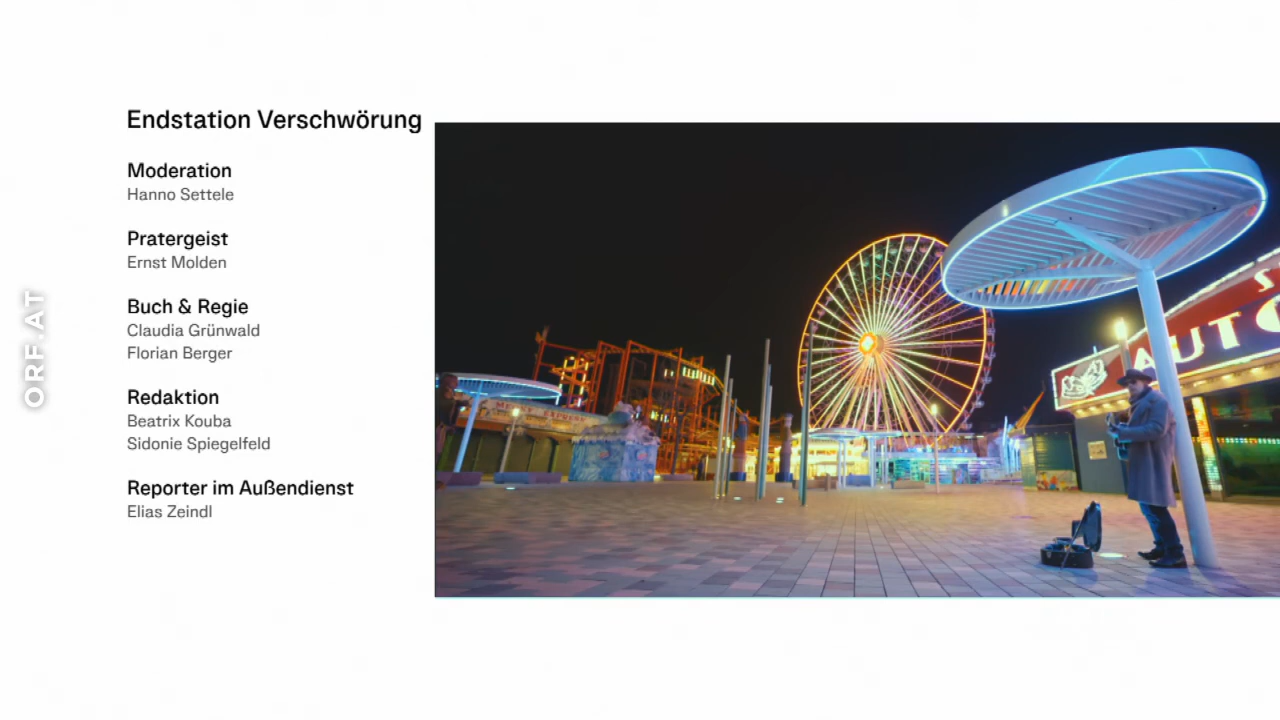 ORF.AT
Endstation Verschwörung
Moderation
Hanno Settele
Pratergeist
Ernst Molden
Buch & Regie
Claudia Grünwald
Florian Berger
Redaktion
Beatrix Kouba
Sidonie Spiegelfeld
Reporter im Außendienst
Elias Zeindl
AUTO